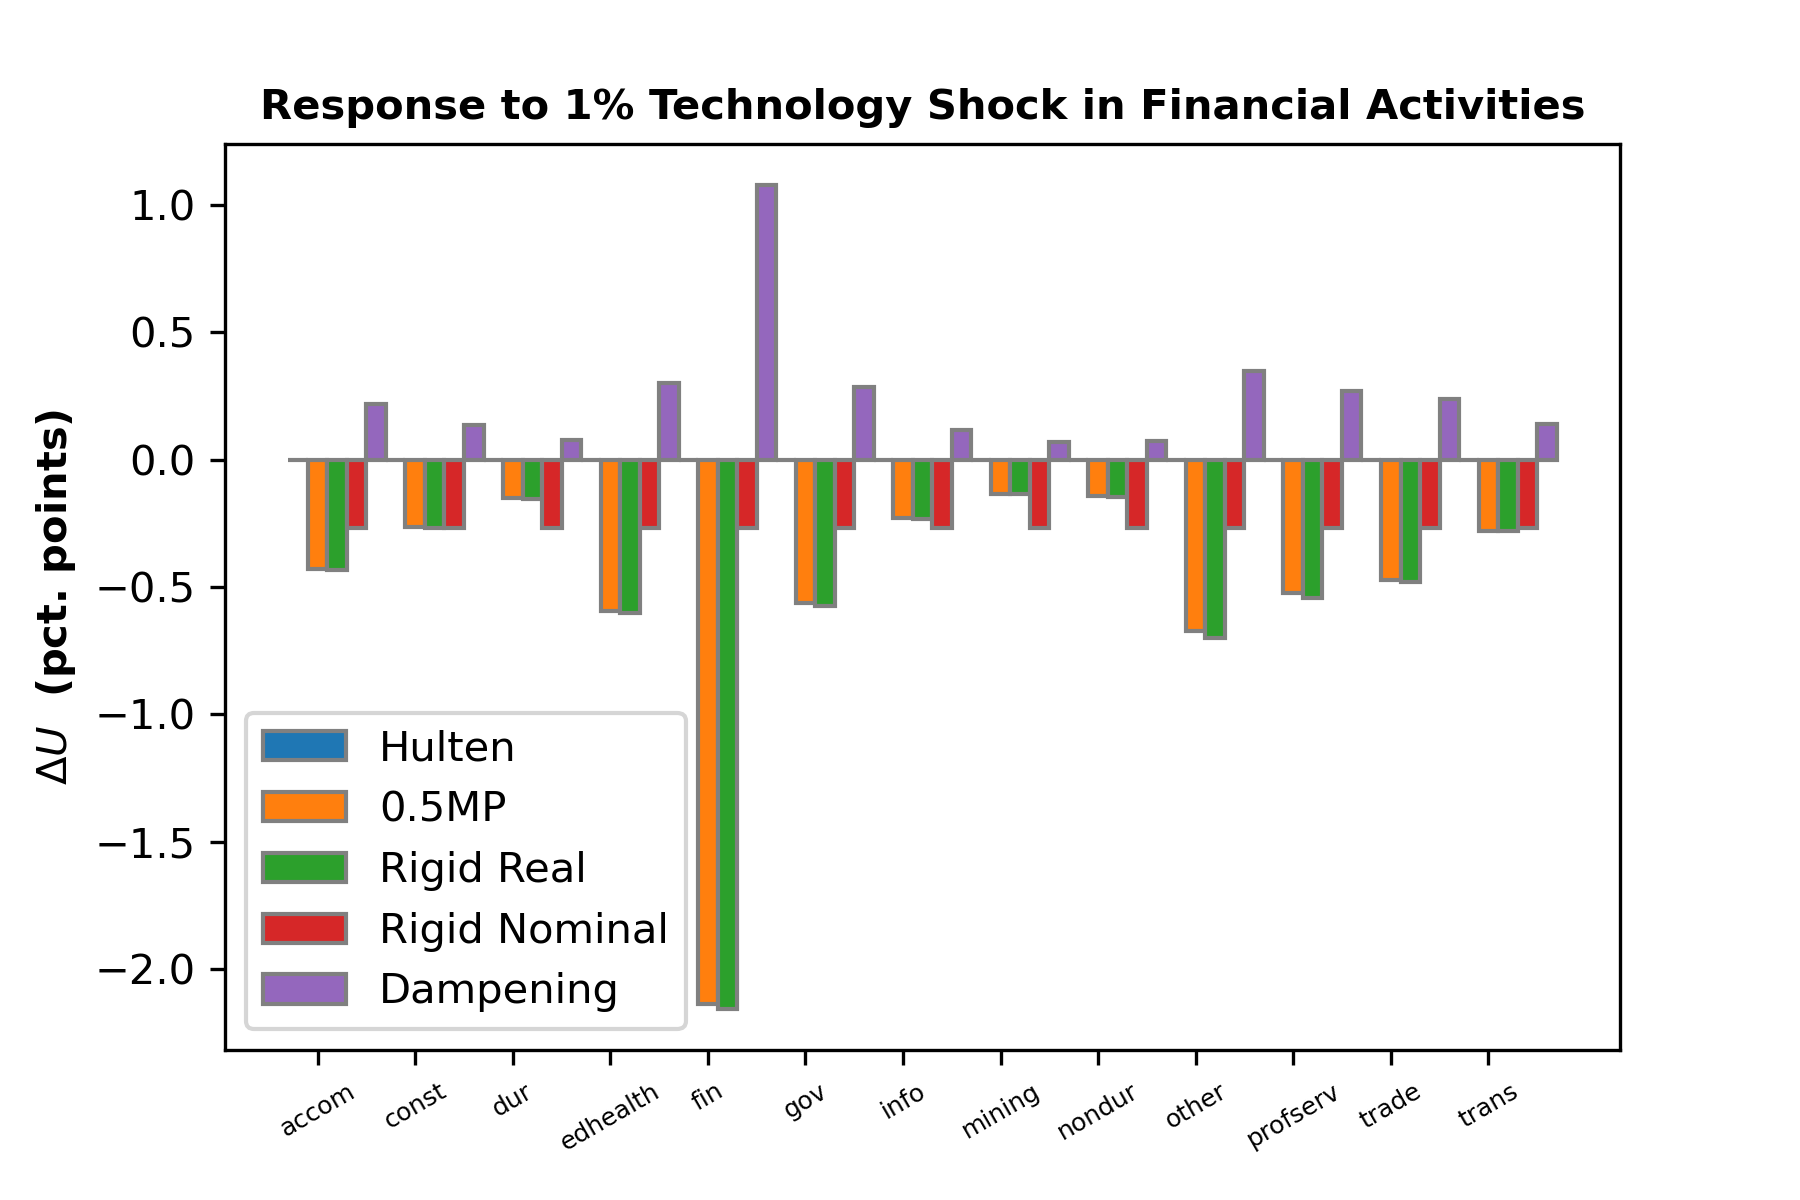 Response to 1% Technology Shock in Financial Activities
ΔU (pct. points)
1.0
0.5
0.0
−0.5
−1.0
−1.5
−2.0
Hulten
0.5MP
Rigid Real
Rigid Nominal
Dampening
accom const dur edhealth fin gov info mining nondur other profserv trade trans